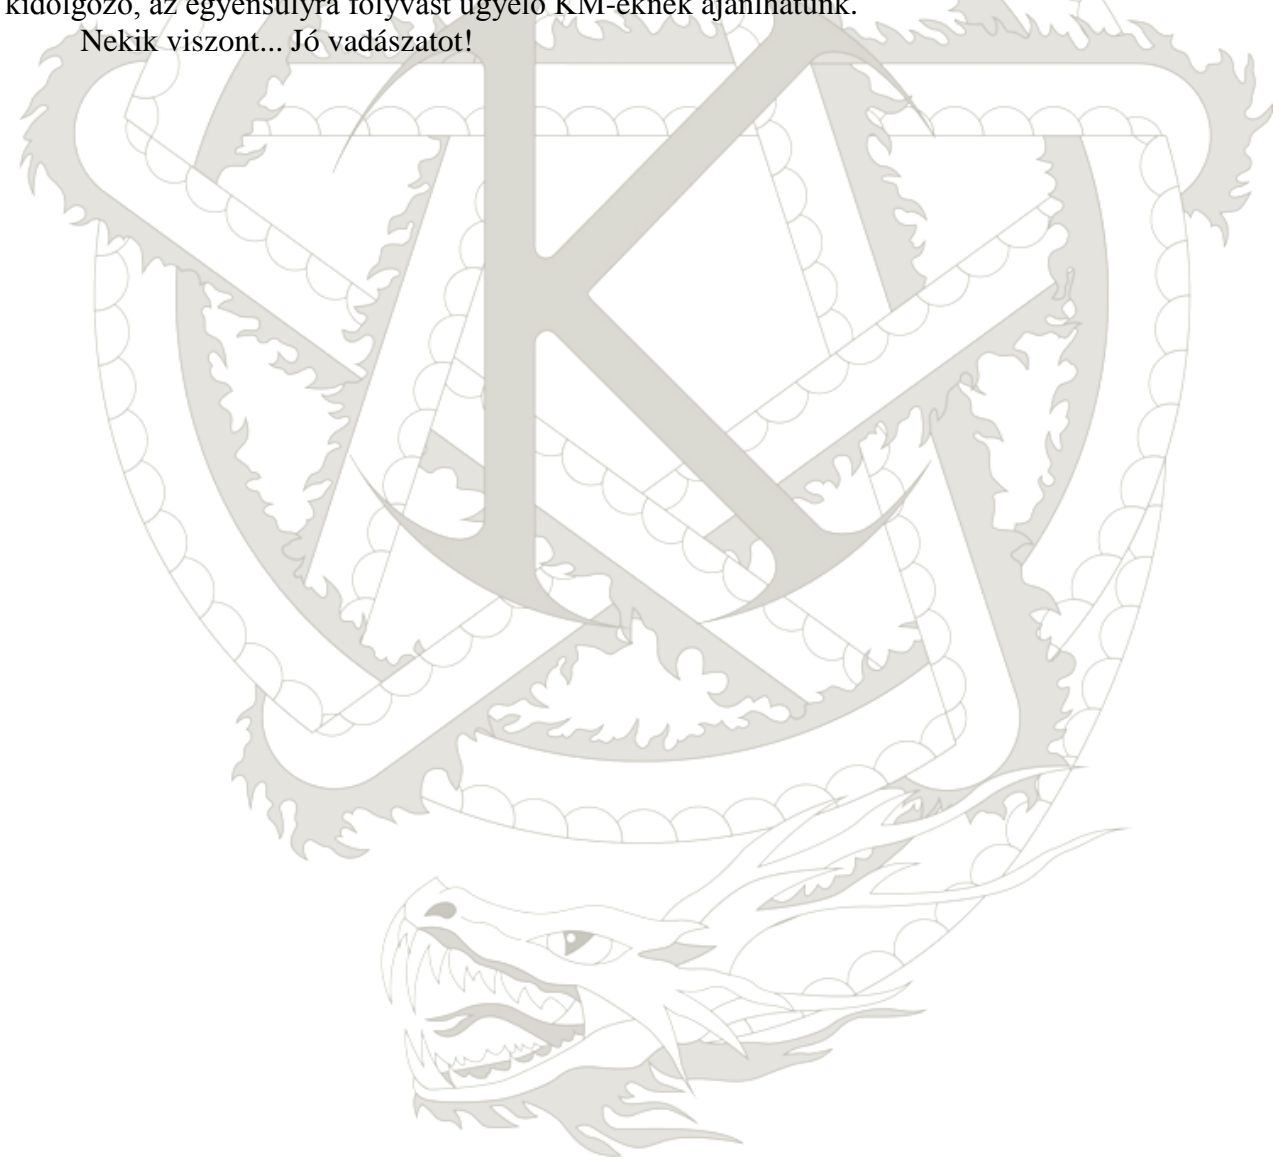 kidolgozó, az egyensúlyra folyvást ügyelő KM-eknek ajánlhatunk.
Nekik viszont... Jó vadászatot!
K